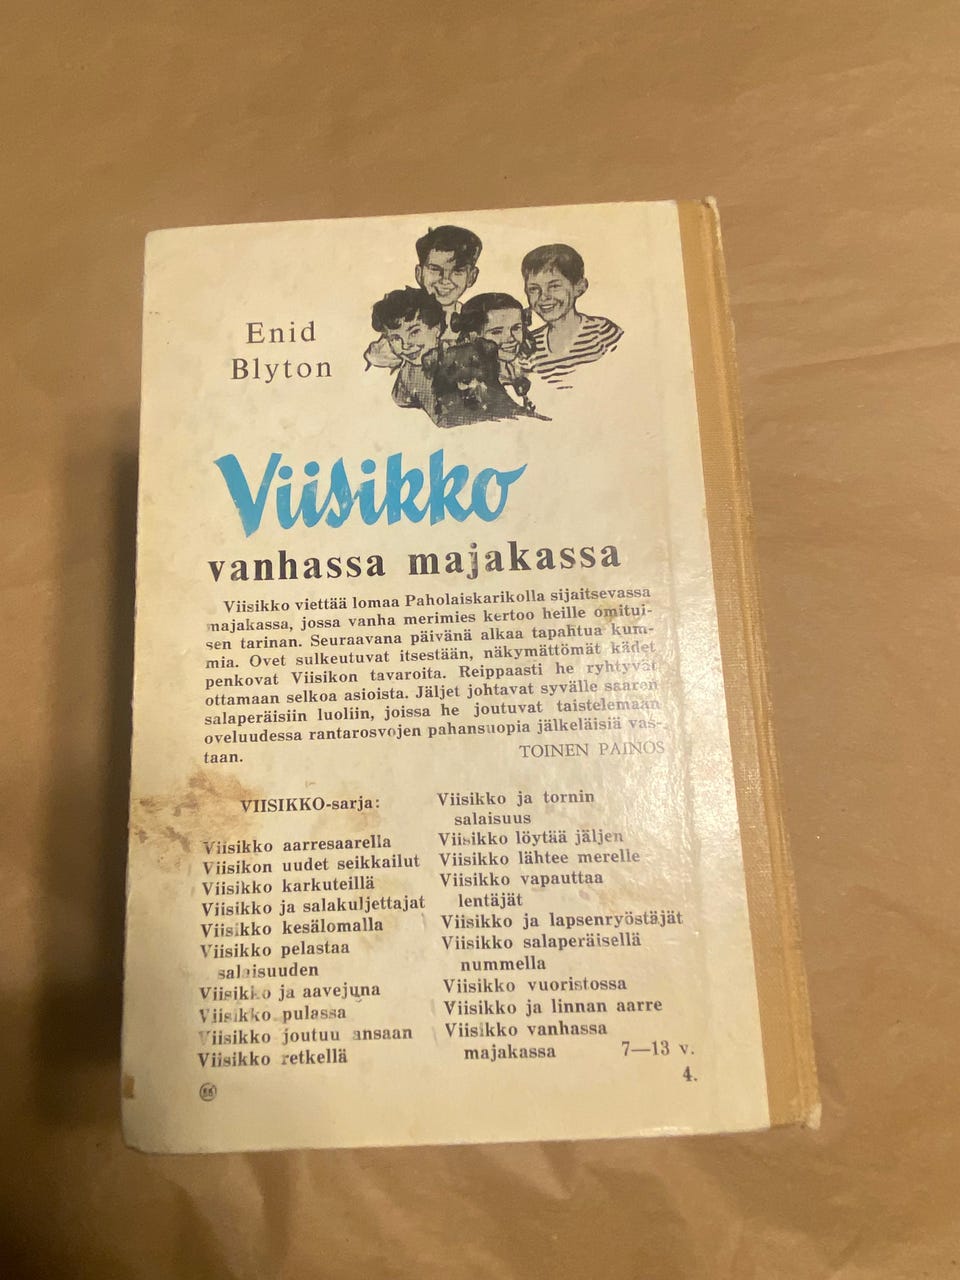 Enid
Blyton
Viisikko
vanhassa majakassa
Viisikko viettää lomaa Paholaiskarikolla sijaitsevassa
majakassa, jossa vanha merimies kertoo heille omitui-
sen tarinan. Seuraavana päivänä alkaa tapahtua kum-
mia. Ovet sulkeutuvat itsestään, näkymättömät kädet
penkovat Viisikon tavaroita. Reippaasti he ryhtyvät
ottamaan selkoa asioista. Jäljet johtavat syvälle saaren
salaperäisiin luoliin, joissa he joutuvat taistelemaan
oveluudessa rantarosvojen pahansuopia jälkeläisiä vas-
taan.
TOINEN PAINOS
VIISIKKO-sarja:
Viisikko aarresaarella
Viisikon uudet seikkailut
Viisikko karkuteillä
Viisikko ja salakuljettajat
Viisikko kesälomalla
Viisikko pelastaa
salaisuuden
Viisikko ja aavejuna
Viisikko pulassa
Viisikko joutuu ansaan
Viisikko retkellä
Viisikko ja tornin
salaisuus
Viisikko löytää jäljen
Viisikko lähtee merelle
Viisikko vapauttaa
lentäjät
Viisikko ja lapsenryöstäjät
Viisikko salaperäisellä
nummella
Viisikko vuoristossa
Viisikko ja linnan aarre
Viisikko vanhassa
majakassa
7—13 v.
4.